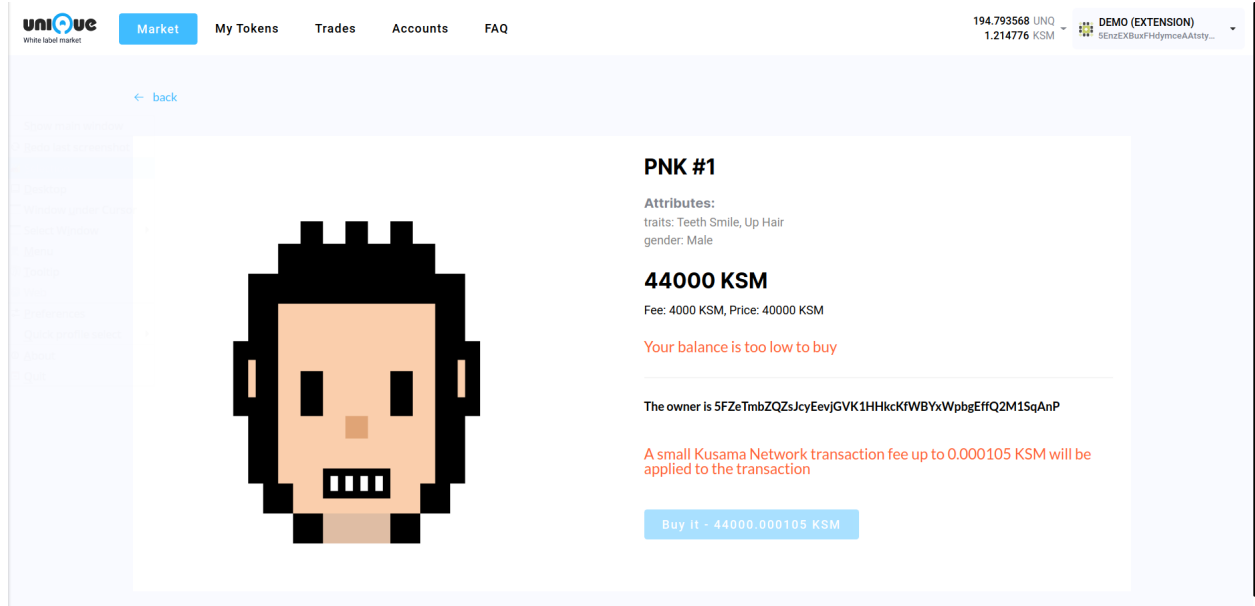 unique
White label market
Market
My Tokens
Trades
Accounts
FAQ
194.793568 UNQ
1.214776 KSM
DEMO (EXTENSION)
5EnzEXBuxFHdymceAAtsty...
← back
PNK #1
Attributes:
traits: Teeth Smile, Up Hair
gender: Male
44000 KSM
Fee: 4000 KSM, Price: 40000 KSM
Your balance is too low to buy
The owner is 5FZeTmbZQZsJcyEevjGVK1HHkcKfWBYxWpbgEffQ2M1SqAnP
A small Kusama Network transaction fee up to 0.000105 KSM will be
applied to the transaction
Buy it - 44000.000105 KSM